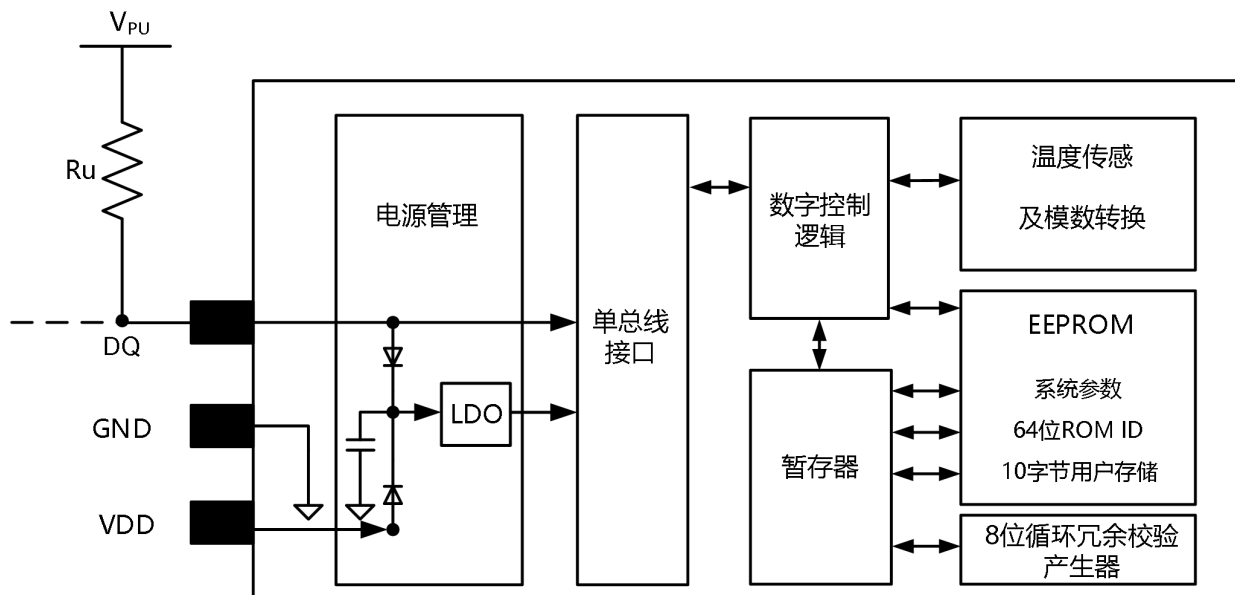 VPU
Ru
DQ
GND
VDD
电源管理
LDO
单总线
接口
数字控制
逻辑
暂存器
温度传感
及模数转换
EEPROM
系统参数
64位ROM ID
10字节用户存储
8位循环冗余校验
产生器